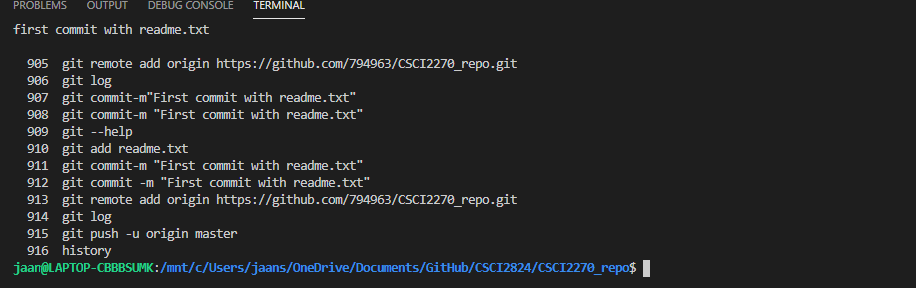 PROBLEMS OUTPUT DEBUG CONSOLE TERMINAL
first commit with readme.txt
905 git remote add origin https://github.com/794963/CSCI2270_repo.git
906 git log
907 git commit-m"First commit with readme.txt"
908 git commit-m "First commit with readme.txt"
909 git --help
910 git add readme.txt
911 git commit-m "First commit with readme.txt"
912 git commit -m "First commit with readme.txt"
913 git remote add origin https://github.com/794963/CSCI2270_repo.git
914 git log
915 git push -u origin master
916 history
jaan@LAPTOP-CBBBSUMK:/mnt/c/Users/jaans/OneDrive/Documents/GitHub/CSCI2824/CSCI2270_repo$